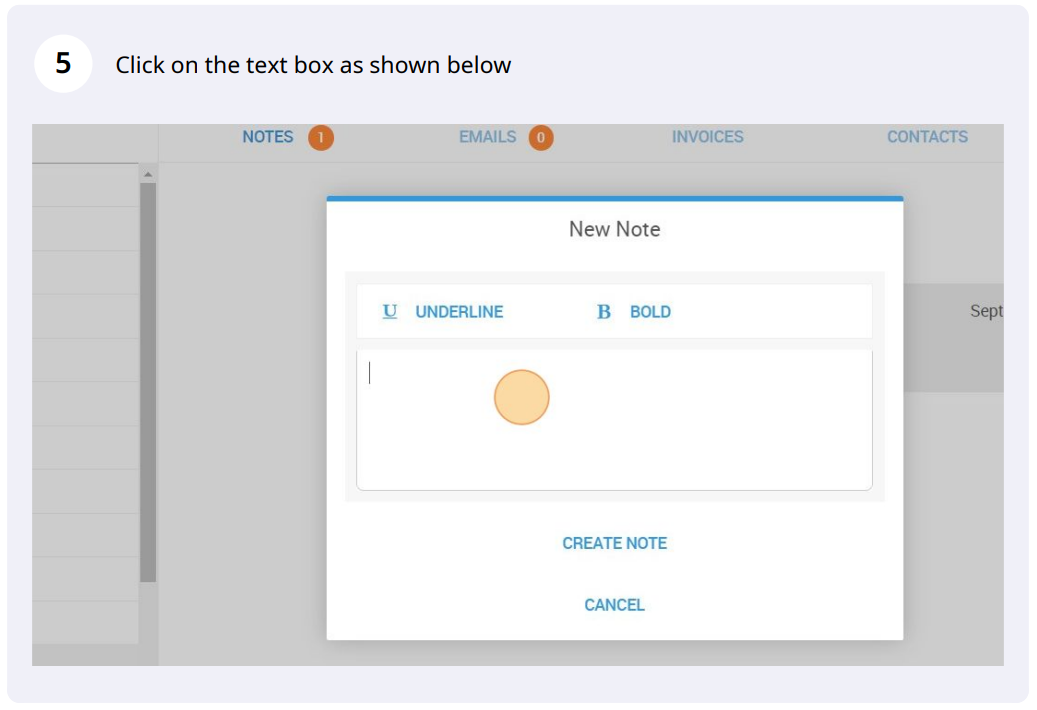 5 Click on the text box as shown below
NOTES 1 EMAILS 0 INVOICES CONTACTS
New Note
U UNDERLINE B BOLD
Sept
CREATE NOTE
CANCEL